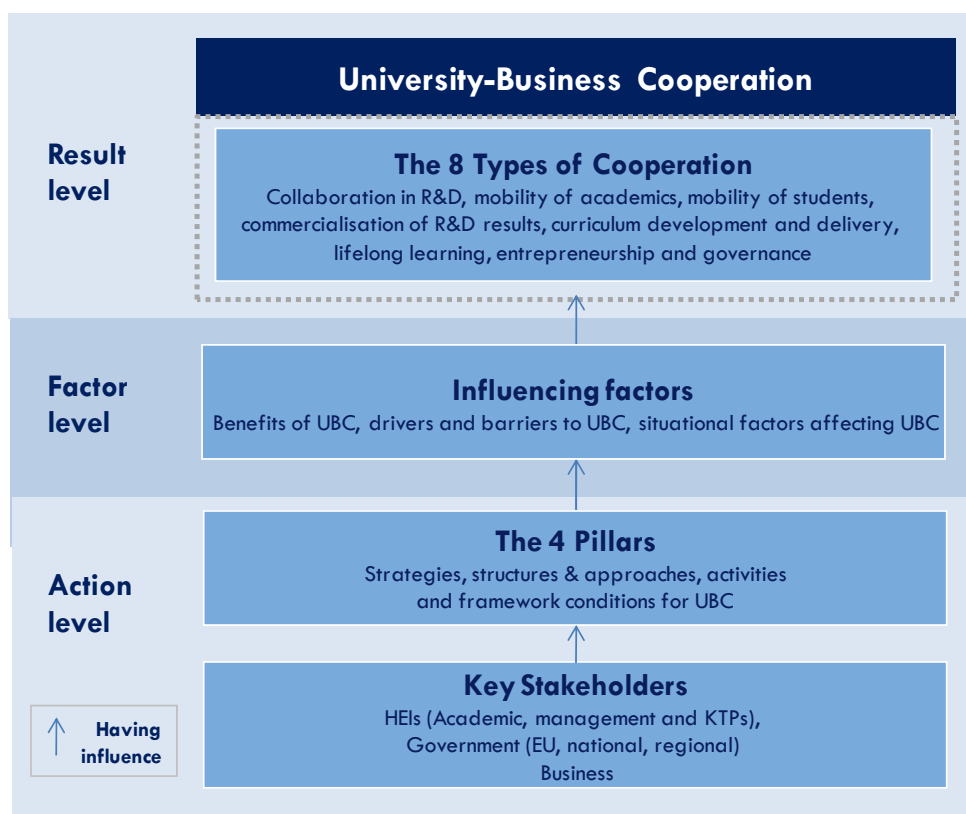 University-Business Cooperation
Result
level
The 8 Types of Cooperation
Collaboration in R&D, mobility of academics, mobility of students,
commercialisation of R&D results, curriculum development and delivery,
lifelong learning, entrepreneurship and governance
Factor
level
Influencing factors
Benefits of UBC, drivers and barriers to UBC, situational factors affecting UBC
Action
level
The 4 Pillars
Strategies, structures & approaches, activities
and framework conditions for UBC
Key Stakeholders
HEIs (Academic, management and KTPs),
Government (EU, national, regional)
Business
Having
influence